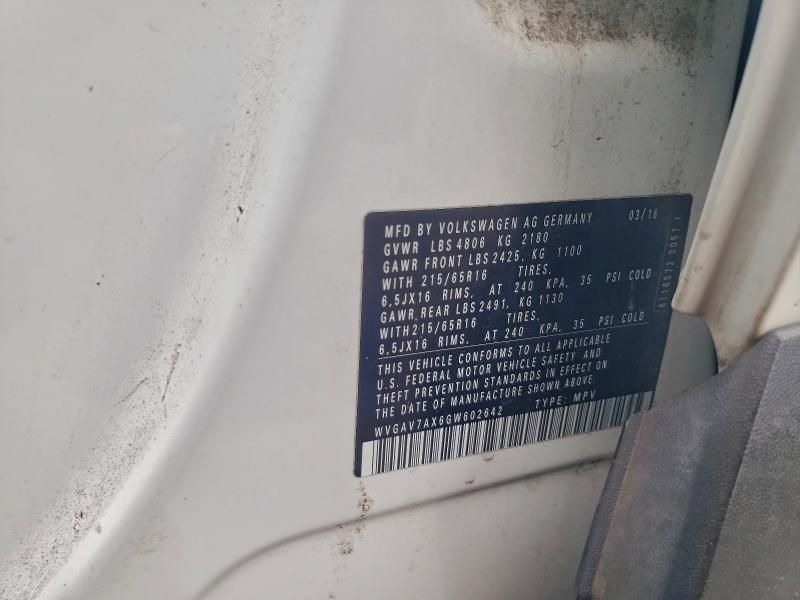 MFD BY VOLKSWAGEN AG GERMANY 03/16
GVWR LBS 4806 KG 2180
GAWR FRONT LBS 2425, KG 1100
WITH 215/65R16 TIRES,
6,5JX16 RIMS, AT 240 KPA, 35 PSI COLD
GAWR REAR LBS 2491, KG 1130
WITH 215/65R16 TIRES,
6,5JX16 RIMS, AT 240 KPA, 35 PSI COLD
THIS VEHICLE CONFORMS TO ALL APPLICABLE
U.S. FEDERAL MOTOR VEHICLE SAFETY AND
THEFT PREVENTION STANDARDS IN EFFECT ON
THE DATE OF MANUFACTURE SHOWN ABOVE.
WVGAV7AX6GW602642 TYPE: MPV